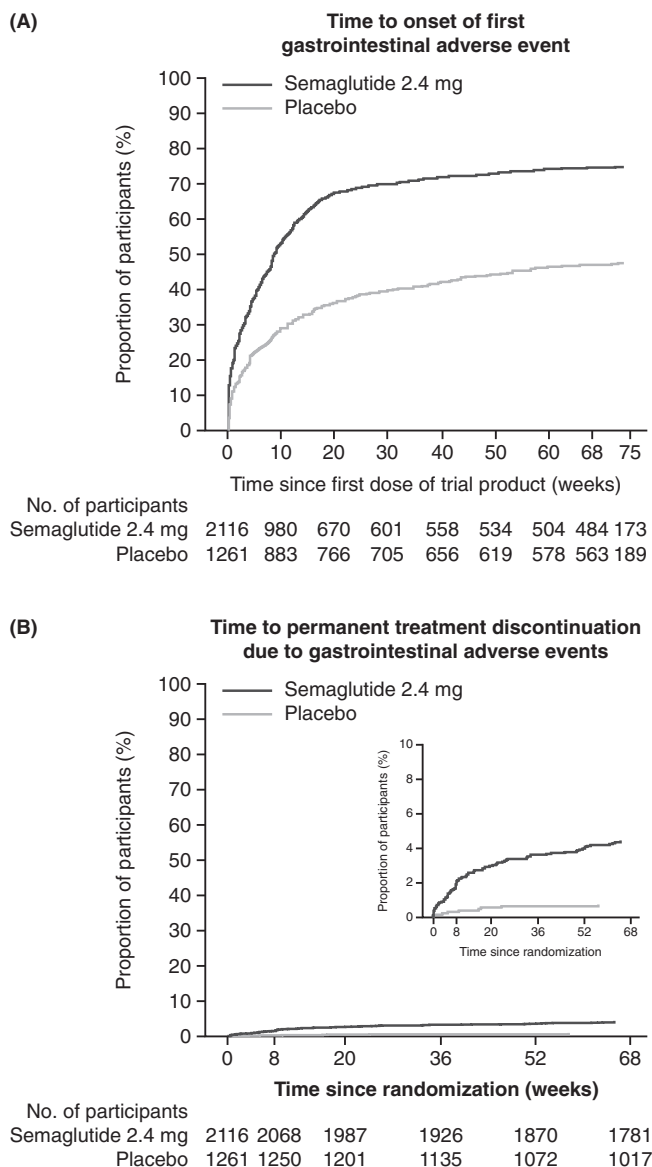 (A)
Time to onset of first
gastrointestinal adverse event
100
90
80
70
60
50
40
30
20
10
0
Proportion of participants (%)
Semaglutide 2.4 mg
Placebo
0 10 20 30 40 50 60 68 75
Time since first dose of trial product (weeks)
No. of participants
Semaglutide 2.4 mg 2116 980 670 601 558 534 504 484 173
Placebo 1261 883 766 705 656 619 578 563 189
(B)
Time to permanent treatment discontinuation
due to gastrointestinal adverse events
100
90
80
70
60
50
40
30
20
10
0
Proportion of participants (%)
Semaglutide 2.4 mg
Placebo
10
8
6
4
2
0
Proportion of participants (%)
0 8 20 36 52 68
Time since randomization
0 8 20 36 52 68
Time since randomization (weeks)
No. of participants
Semaglutide 2.4 mg 2116 2068 1987 1926 1870 1781
Placebo 1261 1250 1201 1135 1072 1017